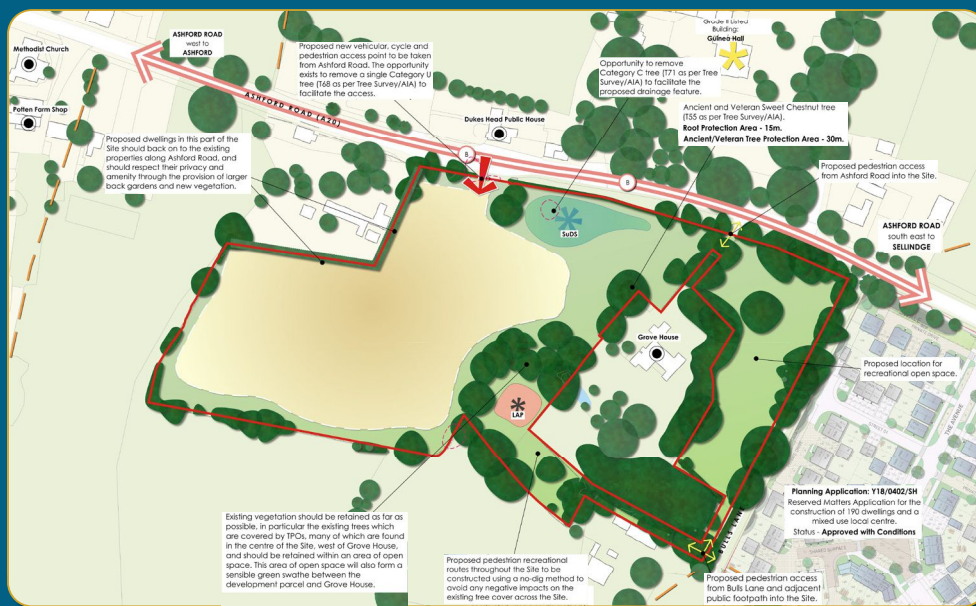 Methodist Church
Potten Farm Shop
ASHFORD ROAD
west to
ASHFORD
ASHFORD ROAD (A20)
Proposed new vehicular, cycle and
pedestrian access point to be taken
from Ashford Road. The opportunity
exists to remove a single Category U
tree (T68 as per Tree Survey/AIA) to
facilitate the access.
Dukes Head Public House
Opportunity to remove
Category C tree (T71 as per Tree
Survey/AIA) to facilitate the
proposed drainage feature.
Grade II Listed
Building:
Guinea Hall
Ancient and Veteran Sweet Chestnut tree
(T55 as per Tree Survey/AIA).
Root Protection Area - 15m.
Ancient/Veteran Tree Protection Area - 30m.
Proposed pedestrian access
from Ashford Road into the Site.
Proposed dwellings in this part of the
Site should back on to the existing
properties along Ashford Road, and
should respect their privacy and
amenity through the provision of larger
back gardens and new vegetation.
B
B
ASHFORD ROAD
south east to
SELLINDGE
SuDS
Grove House
Proposed location for
recreational open space.
LAP
THE AVENUE
Planning Application: Y18/0402/SH
Reserved Matters Application for the
construction of 190 dwellings and a
mixed use local centre.
Status - Approved with Conditions
BULLS LANE
Existing vegetation should be retained as far as
possible, in particular the existing trees which
are covered by TPOs, many of which are found
in the centre of the Site, west of Grove House,
and should be retained within an area of open
space. This area of open space will also form a
sensible green swathe between the
development parcel and Grove House.
Proposed pedestrian recreational
routes throughout the Site to be
constructed using a no-dig method to
avoid any negative impacts on the
existing tree cover across the Site.
Proposed pedestrian access
from Bulls Lane and adjacent
public footpath into the Site.